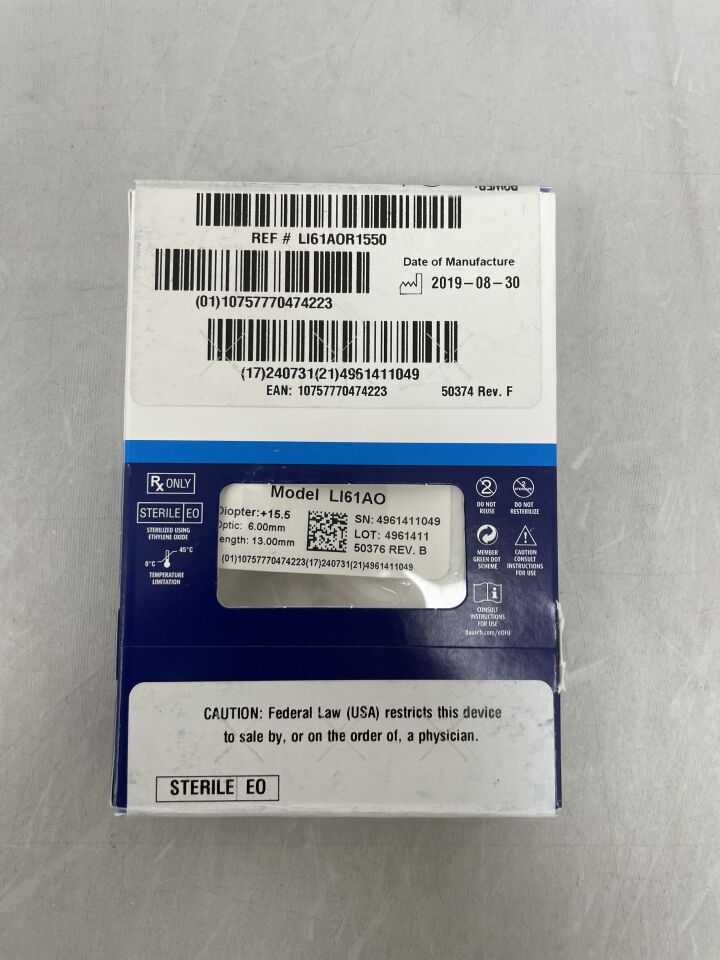 REF # LI61AOR1550
Date of Manufacture
2019-08-30
(01)10757770474223
(17)240731(21)4961411049
EAN: 10757770474223
50374 Rev. F
Rx ONLY
STERILE EO
STERILIZED USING
ETHYLENE OXIDE
0°C
45°C
TEMPERATURE
LIMITATION
Model LI61AO
Diopter:+15.5
Optic: 6.00mm
ength: 13.00mm
SN: 4961411049
LOT: 4961411
50376 REV. B
(01)10757770474223(17)240731(21)4961411049
2
DO NOT
REUSE
DO NOT
RESTERILIZE
MEMBER
GREEN DOT
SCHEME
CAUTION
CONSULT
INSTRUCTIONS
FOR USE
CONSULT
INSTRUCTIONS
FOR USE
Bausch.com/eDFU
CAUTION: Federal Law (USA) restricts this device
to sale by, or on the order of, a physician.
STERILE EO